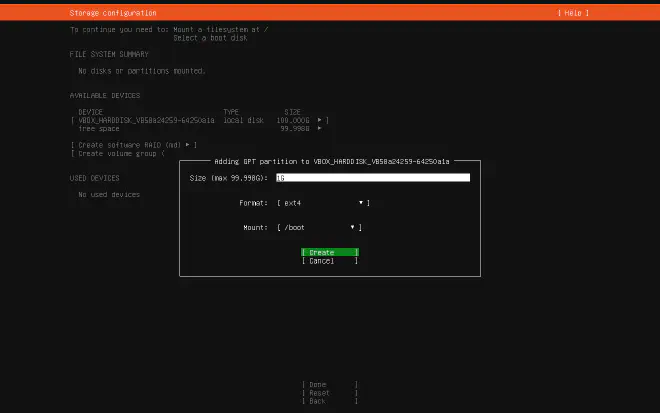 Storage configuration [ Help ]
To continue you need to: Mount a filesystem at /
Select a boot disk
FILE SYSTEM SUMMARY
No disks or partitions mounted.
AVAILABLE DEVICES
DEVICE TYPE SIZE
[ VBOX_HARDDISK_VB58a24259-64250a1a local disk 100.000G ▸ ]
free space 99.998G ▸
[ Create software RAID (md) ▸ ]
[ Create volume group (
Adding GPT partition to VBOX_HARDDISK_VB58a24259-64250a1a
USED DEVICES
Size (max 99.998G): 1G
No used devices
Format: [ ext4 ▾ ]
Mount: [ /boot ▾ ]
[ Create ]
[ Cancel ]
[ Done ]
[ Reset ]
[ Back ]